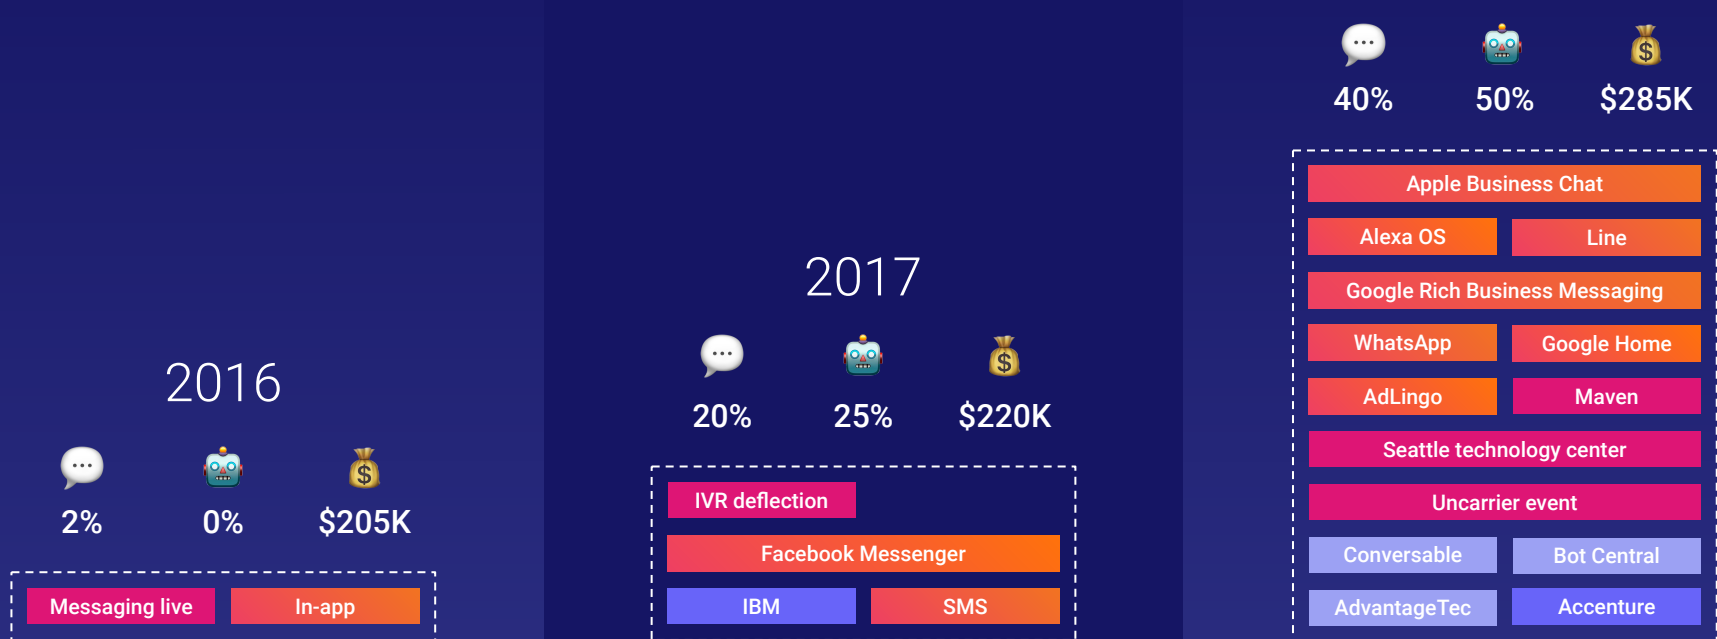 2016
2% 0% $205K
Messaging live In-app
2017
20% 25% $220K
IVR deflection
Facebook Messenger
IBM SMS
40% 50% $285K
Apple Business Chat
Alexa OS Line
Google Rich Business Messaging
WhatsApp Google Home
AdLingo Maven
Seattle technology center
Uncarrier event
Conversable Bot Central
AdvantageTec Accenture